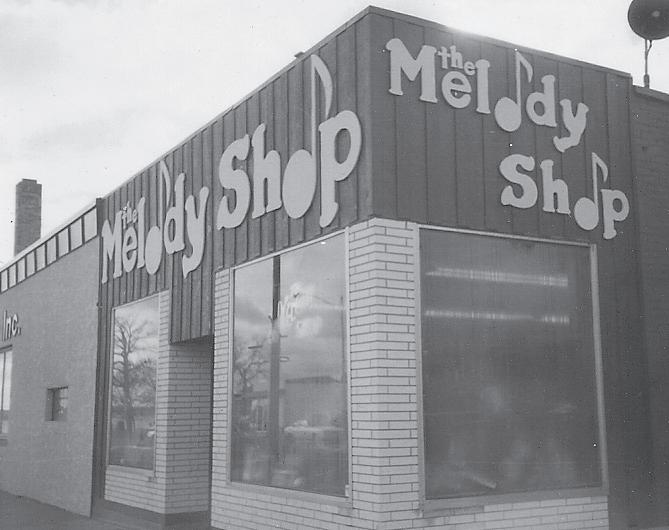 Inc.
the
Melody Shop
the
Melody
Shop